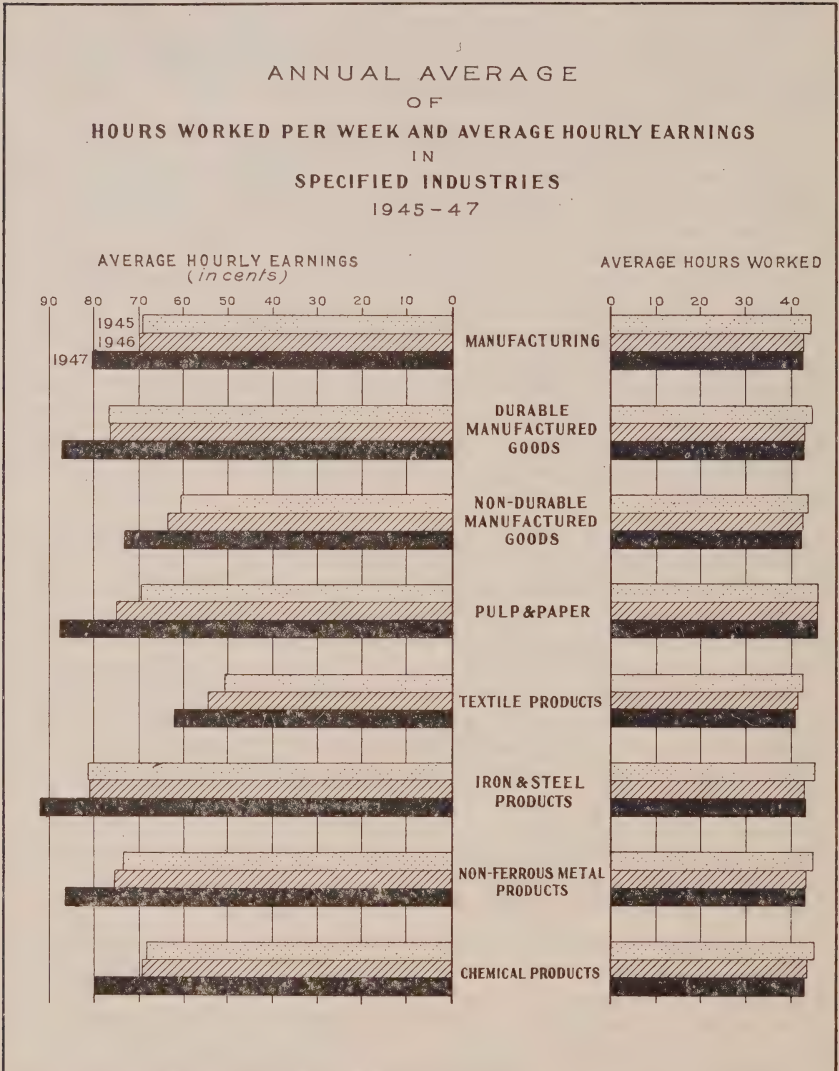 ANNUAL AVERAGE
OF
HOURS WORKED PER WEEK AND AVERAGE HOURLY EARNINGS
IN
SPECIFIED INDUSTRIES
1945-47
AVERAGE HOURLY EARNINGS
(in cents)
AVERAGE HOURS WORKED
90 80 70 60 50 40 30 20 10 0
0 10 20 30 40
1945
1946
1947
MANUFACTURING
DURABLE
MANUFACTURED
GOODS
NON-DURABLE
MANUFACTURED
GOODS
PULP & PAPER
TEXTILE PRODUCTS
IRON & STEEL
PRODUCTS
NON-FERROUS METAL
PRODUCTS
CHEMICAL PRODUCTS